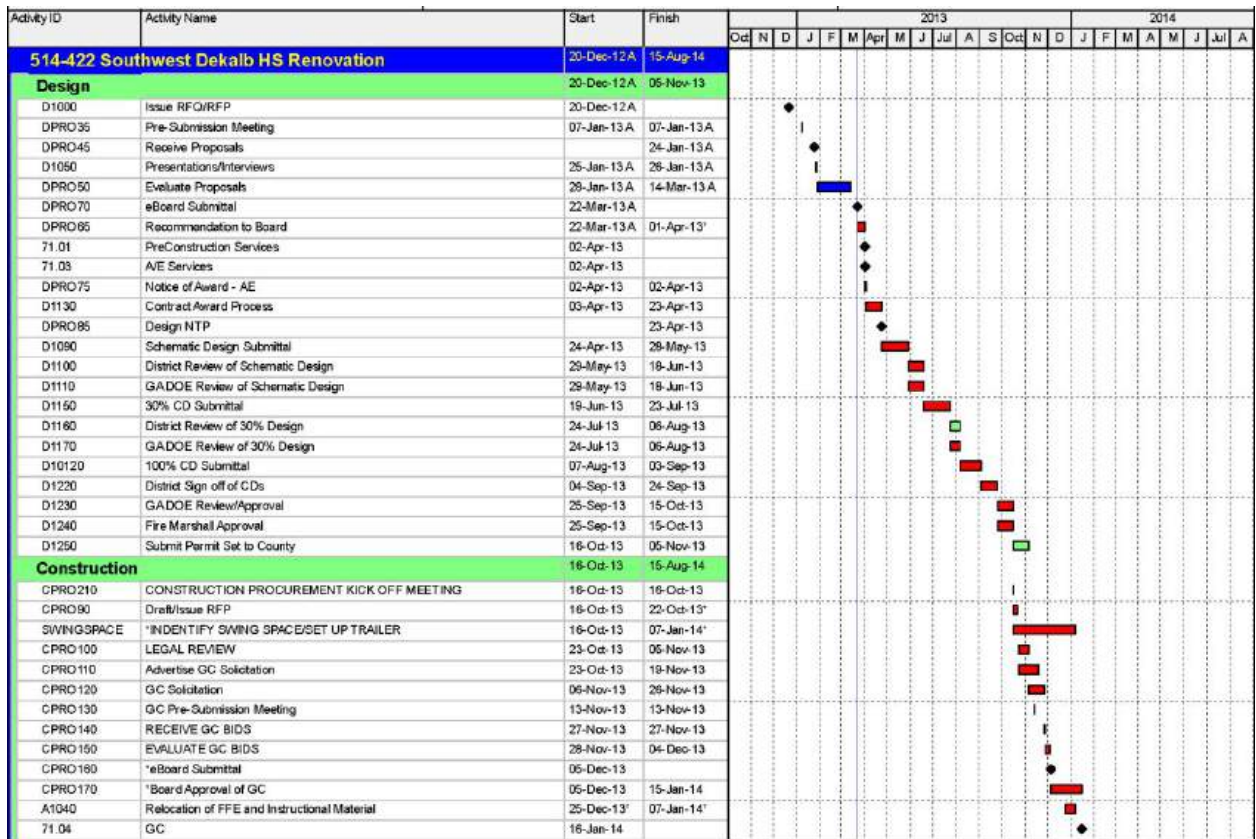 Activity ID Activity Name Start Finish 2013 2014
Oct N D J F M Apr M J Jul A S Oct N D J F M A M J Jul A
514-422 Southwest Dekalb HS Renovation 20-Dec-12A 15-Aug-14
Design 20-Dec-12A 05-Nov-13
D1000 Issue RFQ/RFP 20-Dec-12A
DPRO35 Pre-Submission Meeting 07-Jan-13A 07-Jan-13A
DPRO45 Receive Proposals 24-Jan-13A
D1050 Presentations/Interviews 25-Jan-13A 26-Jan-13A
DPRO50 Evaluate Proposals 28-Jan-13A 14-Mar-13A
DPRO70 eBoard Submittal 22-Mar-13A
DPRO65 Recommendation to Board 22-Mar-13A 01-Apr-13*
71.01 PreConstruction Services 02-Apr-13
71.03 A/E Services 02-Apr-13
DPRO75 Notice of Award - AE 02-Apr-13 02-Apr-13
D1130 Contract Award Process 03-Apr-13 23-Apr-13
DPRO85 Design NTP 23-Apr-13
D1090 Schematic Design Submittal 24-Apr-13 28-May-13
D1100 District Review of Schematic Design 29-May-13 18-Jun-13
D1110 GADOE Review of Schematic Design 29-May-13 18-Jun-13
D1150 30% CD Submittal 19-Jun-13 23-Jul-13
D1160 District Review of 30% Design 24-Jul-13 06-Aug-13
D1170 GADOE Review of 30% Design 24-Jul-13 06-Aug-13
D10120 100% CD Submittal 07-Aug-13 03-Sep-13
D1220 District Sign off of CDs 04-Sep-13 24-Sep-13
D1230 GADOE Review/Approval 25-Sep-13 15-Oct-13
D1240 Fire Marshall Approval 25-Sep-13 15-Oct-13
D1250 Submit Permit Set to County 16-Oct-13 05-Nov-13
Construction 16-Oct-13 15-Aug-14
CPRO210 CONSTRUCTION PROCUREMENT KICK OFF MEETING 16-Oct-13 16-Oct-13
CPRO90 Draft/Issue RFP 16-Oct-13 22-Oct-13*
SWINGSPACE *INDENTIFY SWING SPACE/SET UP TRAILER 16-Oct-13 07-Jan-14*
CPRO100 LEGAL REVIEW 23-Oct-13 05-Nov-13
CPRO110 Advertise GC Solicitation 23-Oct-13 19-Nov-13
CPRO120 GC Solicitation 06-Nov-13 26-Nov-13
CPRO130 GC Pre-Submission Meeting 13-Nov-13 13-Nov-13
CPRO140 RECEIVE GC BIDS 27-Nov-13 27-Nov-13
CPRO150 EVALUATE GC BIDS 28-Nov-13 04-Dec-13
CPRO160 *eBoard Submittal 05-Dec-13
CPRO170 *Board Approval of GC 05-Dec-13 15-Jan-14
A1040 Relocation of FFE and Instructional Material 25-Dec-13* 07-Jan-14*
71.04 GC 16-Jan-14